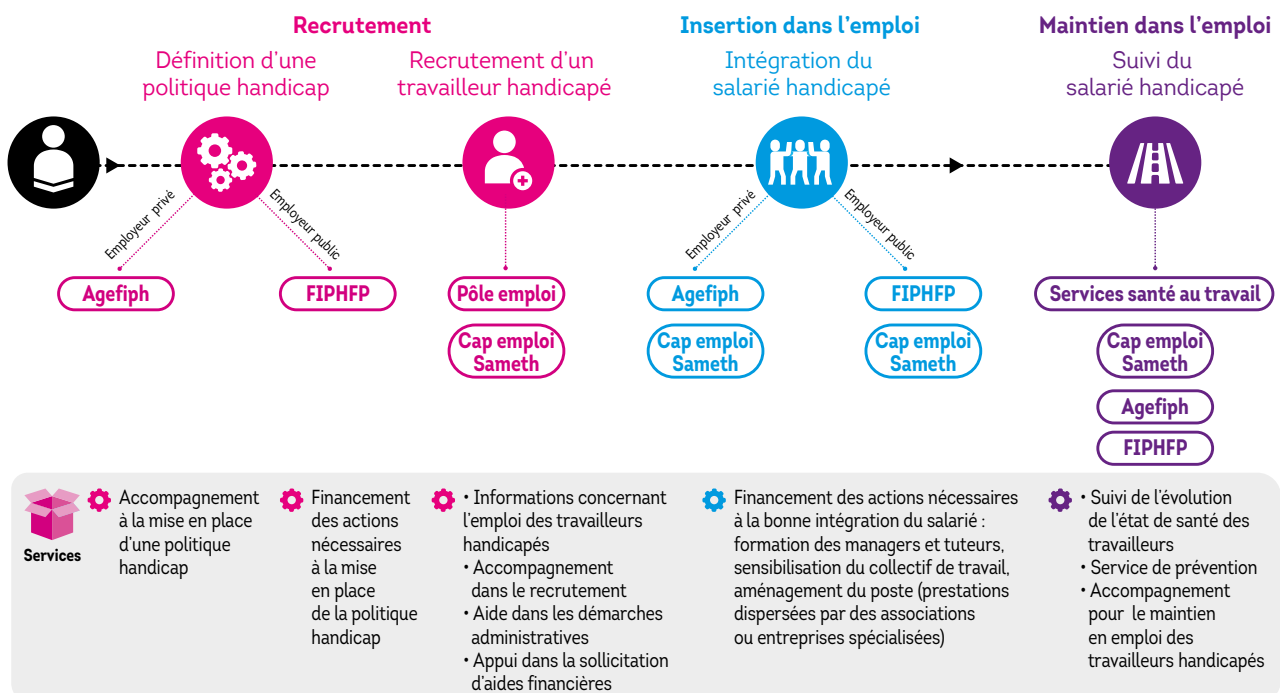 Recrutement
Définition d’une
politique handicap
Recrutement d’un
travailleur handicapé
Insertion dans l’emploi
Intégration du
salarié handicapé
Maintien dans l’emploi
Suivi du
salarié handicapé
Employeur privé
Employeur public
Agefiph
FIPHFP
Pôle emploi
Cap emploi
Sameth
Employeur privé
Employeur public
Agefiph
Cap emploi
Sameth
FIPHFP
Cap emploi
Sameth
Services santé au travail
Cap emploi
Sameth
Agefiph
FIPHFP
Services
Accompagnement
à la mise en place
d’une politique
handicap
Financement
des actions
nécessaires
à la mise
en place
de la politique
handicap
• Informations concernant
l’emploi des travailleurs
handicapés
• Accompagnement
dans le recrutement
• Aide dans les démarches
administratives
• Appui dans la sollicitation
d’aides financières
Financement des actions nécessaires
à la bonne intégration du salarié :
formation des managers et tuteurs,
sensibilisation du collectif de travail,
aménagement du poste (prestations
dispersées par des associations
ou entreprises spécialisées)
• Suivi de l’évolution
de l’état de santé des
travailleurs
• Service de prévention
• Accompagnement
pour le maintien
en emploi des
travailleurs handicapés